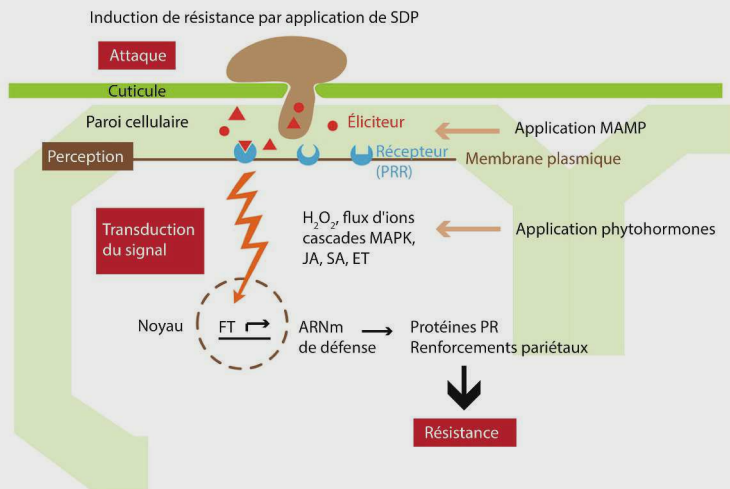 Induction de résistance par application de SDP
Attaque
Cuticule
Paroi cellulaire
Éliciteur
Application MAMP
Perception
Récepteur
(PRR)
Membrane plasmique
Transduction
du signal
H₂O₂, flux d'ions
cascades MAPK,
JA, SA, ET
Application phytohormones
Noyau
FT
ARNm
de défense
Protéines PR
Renforcements pariétaux
Résistance